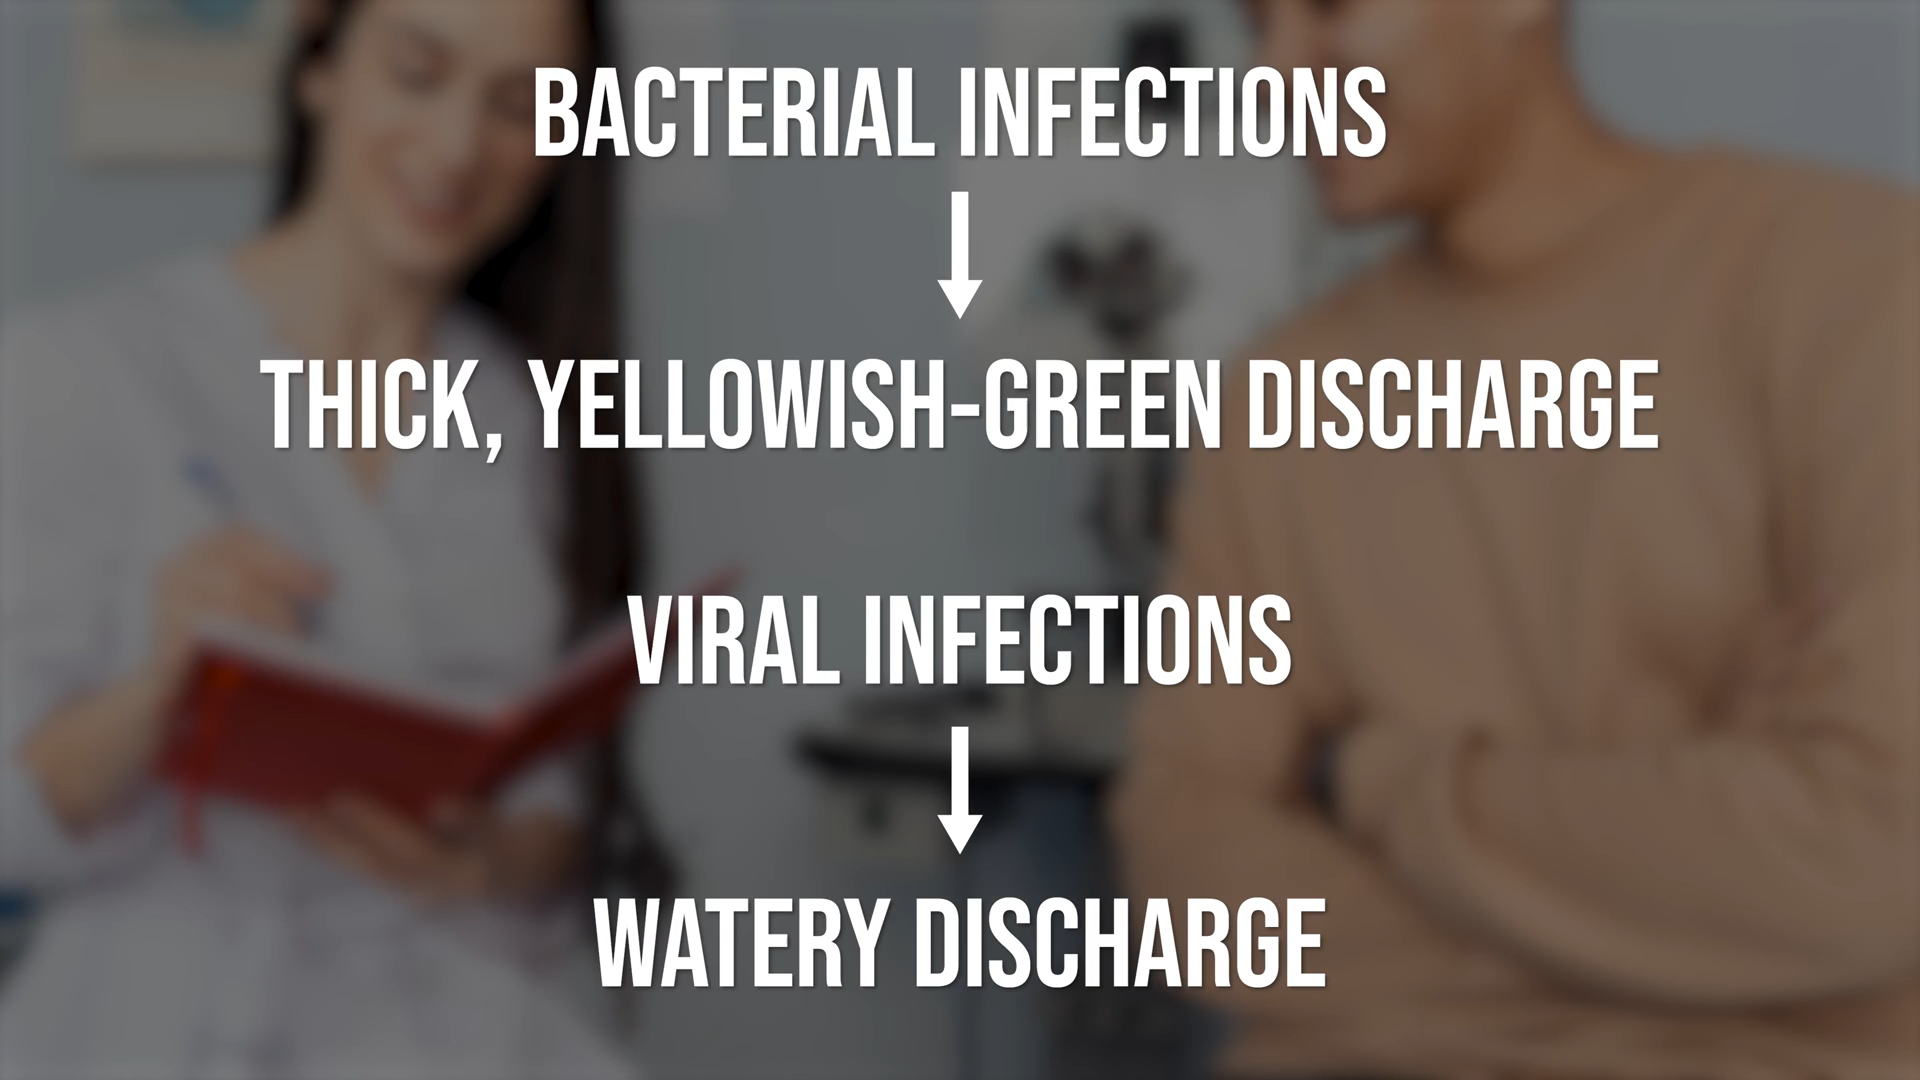 BACTERIAL INFECTIONS
THICK, YELLOWISH-GREEN DISCHARGE
VIRAL INFECTIONS
WATERY DISCHARGE